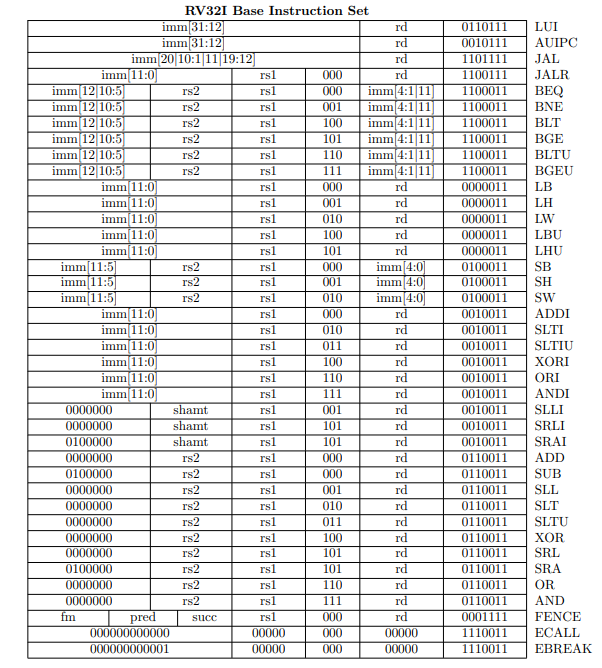 RV32I Base Instruction Set
imm[31:12] rd 0110111 LUI
imm[31:12] rd 0010111 AUIPC
imm[20|10:1|11|19:12] rd 1101111 JAL
imm[11:0] rs1 000 rd 1100111 JALR
imm[12|10:5] rs2 rs1 000 imm[4:1|11] 1100011 BEQ
imm[12|10:5] rs2 rs1 001 imm[4:1|11] 1100011 BNE
imm[12|10:5] rs2 rs1 100 imm[4:1|11] 1100011 BLT
imm[12|10:5] rs2 rs1 101 imm[4:1|11] 1100011 BGE
imm[12|10:5] rs2 rs1 110 imm[4:1|11] 1100011 BLTU
imm[12|10:5] rs2 rs1 111 imm[4:1|11] 1100011 BGEU
imm[11:0] rs1 000 rd 0000011 LB
imm[11:0] rs1 001 rd 0000011 LH
imm[11:0] rs1 010 rd 0000011 LW
imm[11:0] rs1 100 rd 0000011 LBU
imm[11:0] rs1 101 rd 0000011 LHU
imm[11:5] rs2 rs1 000 imm[4:0] 0100011 SB
imm[11:5] rs2 rs1 001 imm[4:0] 0100011 SH
imm[11:5] rs2 rs1 010 imm[4:0] 0100011 SW
imm[11:0] rs1 000 rd 0010011 ADDI
imm[11:0] rs1 010 rd 0010011 SLTI
imm[11:0] rs1 011 rd 0010011 SLTIU
imm[11:0] rs1 100 rd 0010011 XORI
imm[11:0] rs1 110 rd 0010011 ORI
imm[11:0] rs1 111 rd 0010011 ANDI
0000000 shamt rs1 001 rd 0010011 SLLI
0000000 shamt rs1 101 rd 0010011 SRLI
0100000 shamt rs1 101 rd 0010011 SRAI
0000000 rs2 rs1 000 rd 0110011 ADD
0100000 rs2 rs1 000 rd 0110011 SUB
0000000 rs2 rs1 001 rd 0110011 SLL
0000000 rs2 rs1 010 rd 0110011 SLT
0000000 rs2 rs1 011 rd 0110011 SLTU
0000000 rs2 rs1 100 rd 0110011 XOR
0000000 rs2 rs1 101 rd 0110011 SRL
0100000 rs2 rs1 101 rd 0110011 SRA
0000000 rs2 rs1 110 rd 0110011 OR
0000000 rs2 rs1 111 rd 0110011 AND
fm pred succ rs1 000 rd 0001111 FENCE
000000000000 00000 000 00000 1110011 ECALL
000000000001 00000 000 00000 1110011 EBREAK